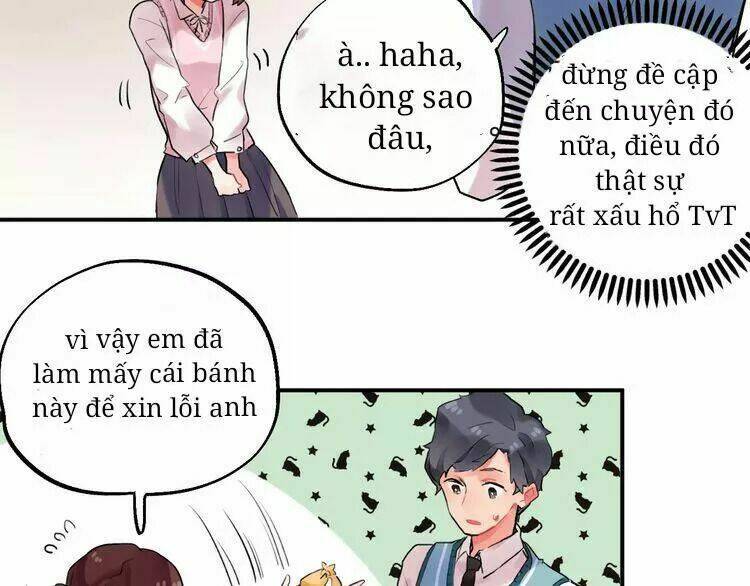 à.. haha,
không sao
đâu,
đừng đề cập
đến chuyện đó
nữa, điều đó
thật sự
rất xấu hổ TvT
vì vậy em đã
làm mấy cái bánh
này để xin lỗi anh